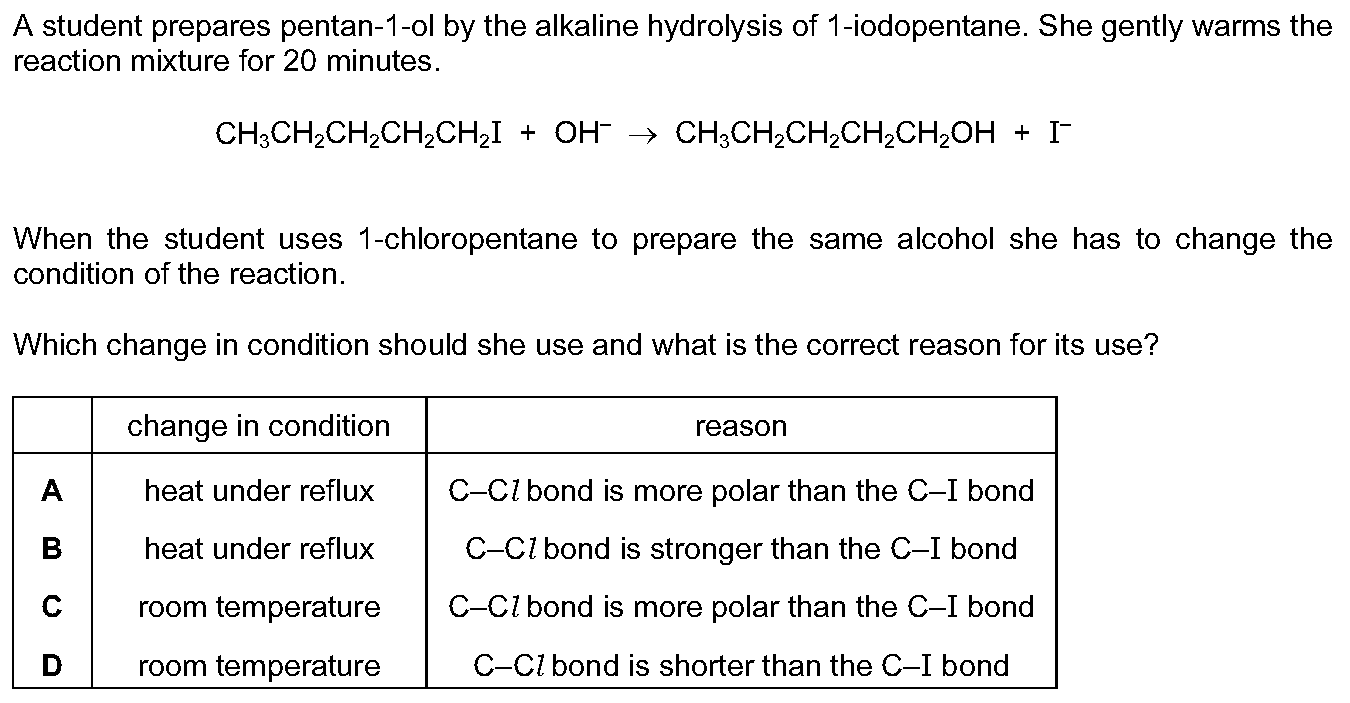 A student prepares pentan-1-ol by the alkaline hydrolysis of 1-iodopentane. She gently warms the
reaction mixture for 20 minutes.
CH₃CH₂CH₂CH₂CH₂I + OH⁻ → CH₃CH₂CH₂CH₂CH₂OH + I⁻
When the student uses 1-chloropentane to prepare the same alcohol she has to change the
condition of the reaction.
Which change in condition should she use and what is the correct reason for its use?
change in condition reason
A heat under reflux C–Cl bond is more polar than the C–I bond
B heat under reflux C–Cl bond is stronger than the C–I bond
C room temperature C–Cl bond is more polar than the C–I bond
D room temperature C–Cl bond is shorter than the C–I bond